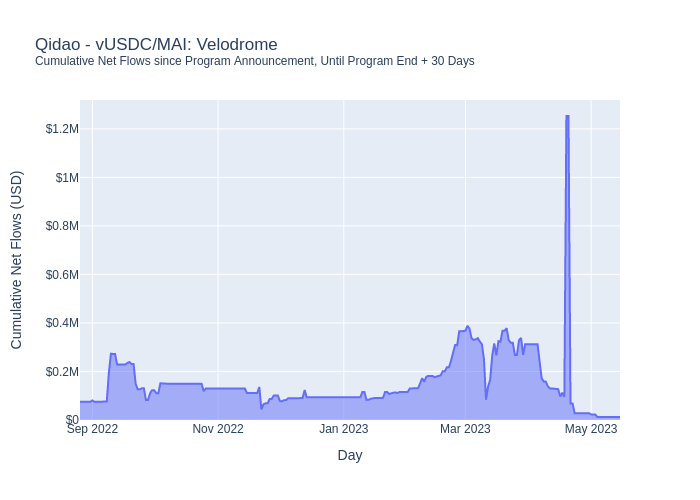 Qidao - vUSDC/MAI: Velodrome
Cumulative Net Flows since Program Announcement, Until Program End + 30 Days
Cumulative Net Flows (USD)
$1.2M
$1M
$0.8M
$0.6M
$0.4M
$0.2M
$0
Sep 2022
Nov 2022
Jan 2023
Mar 2023
May 2023
Day